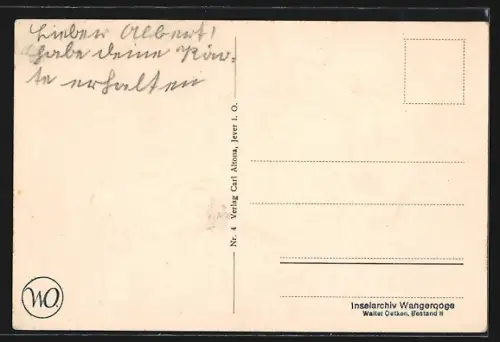 Lieber Albert!
habe deine Kar
te erhalten
Nr. 4 Verlag Carl Altona, Jever i. O.
WO
Inselarchiv Wangerooge
Walter Oetken, Bestand II